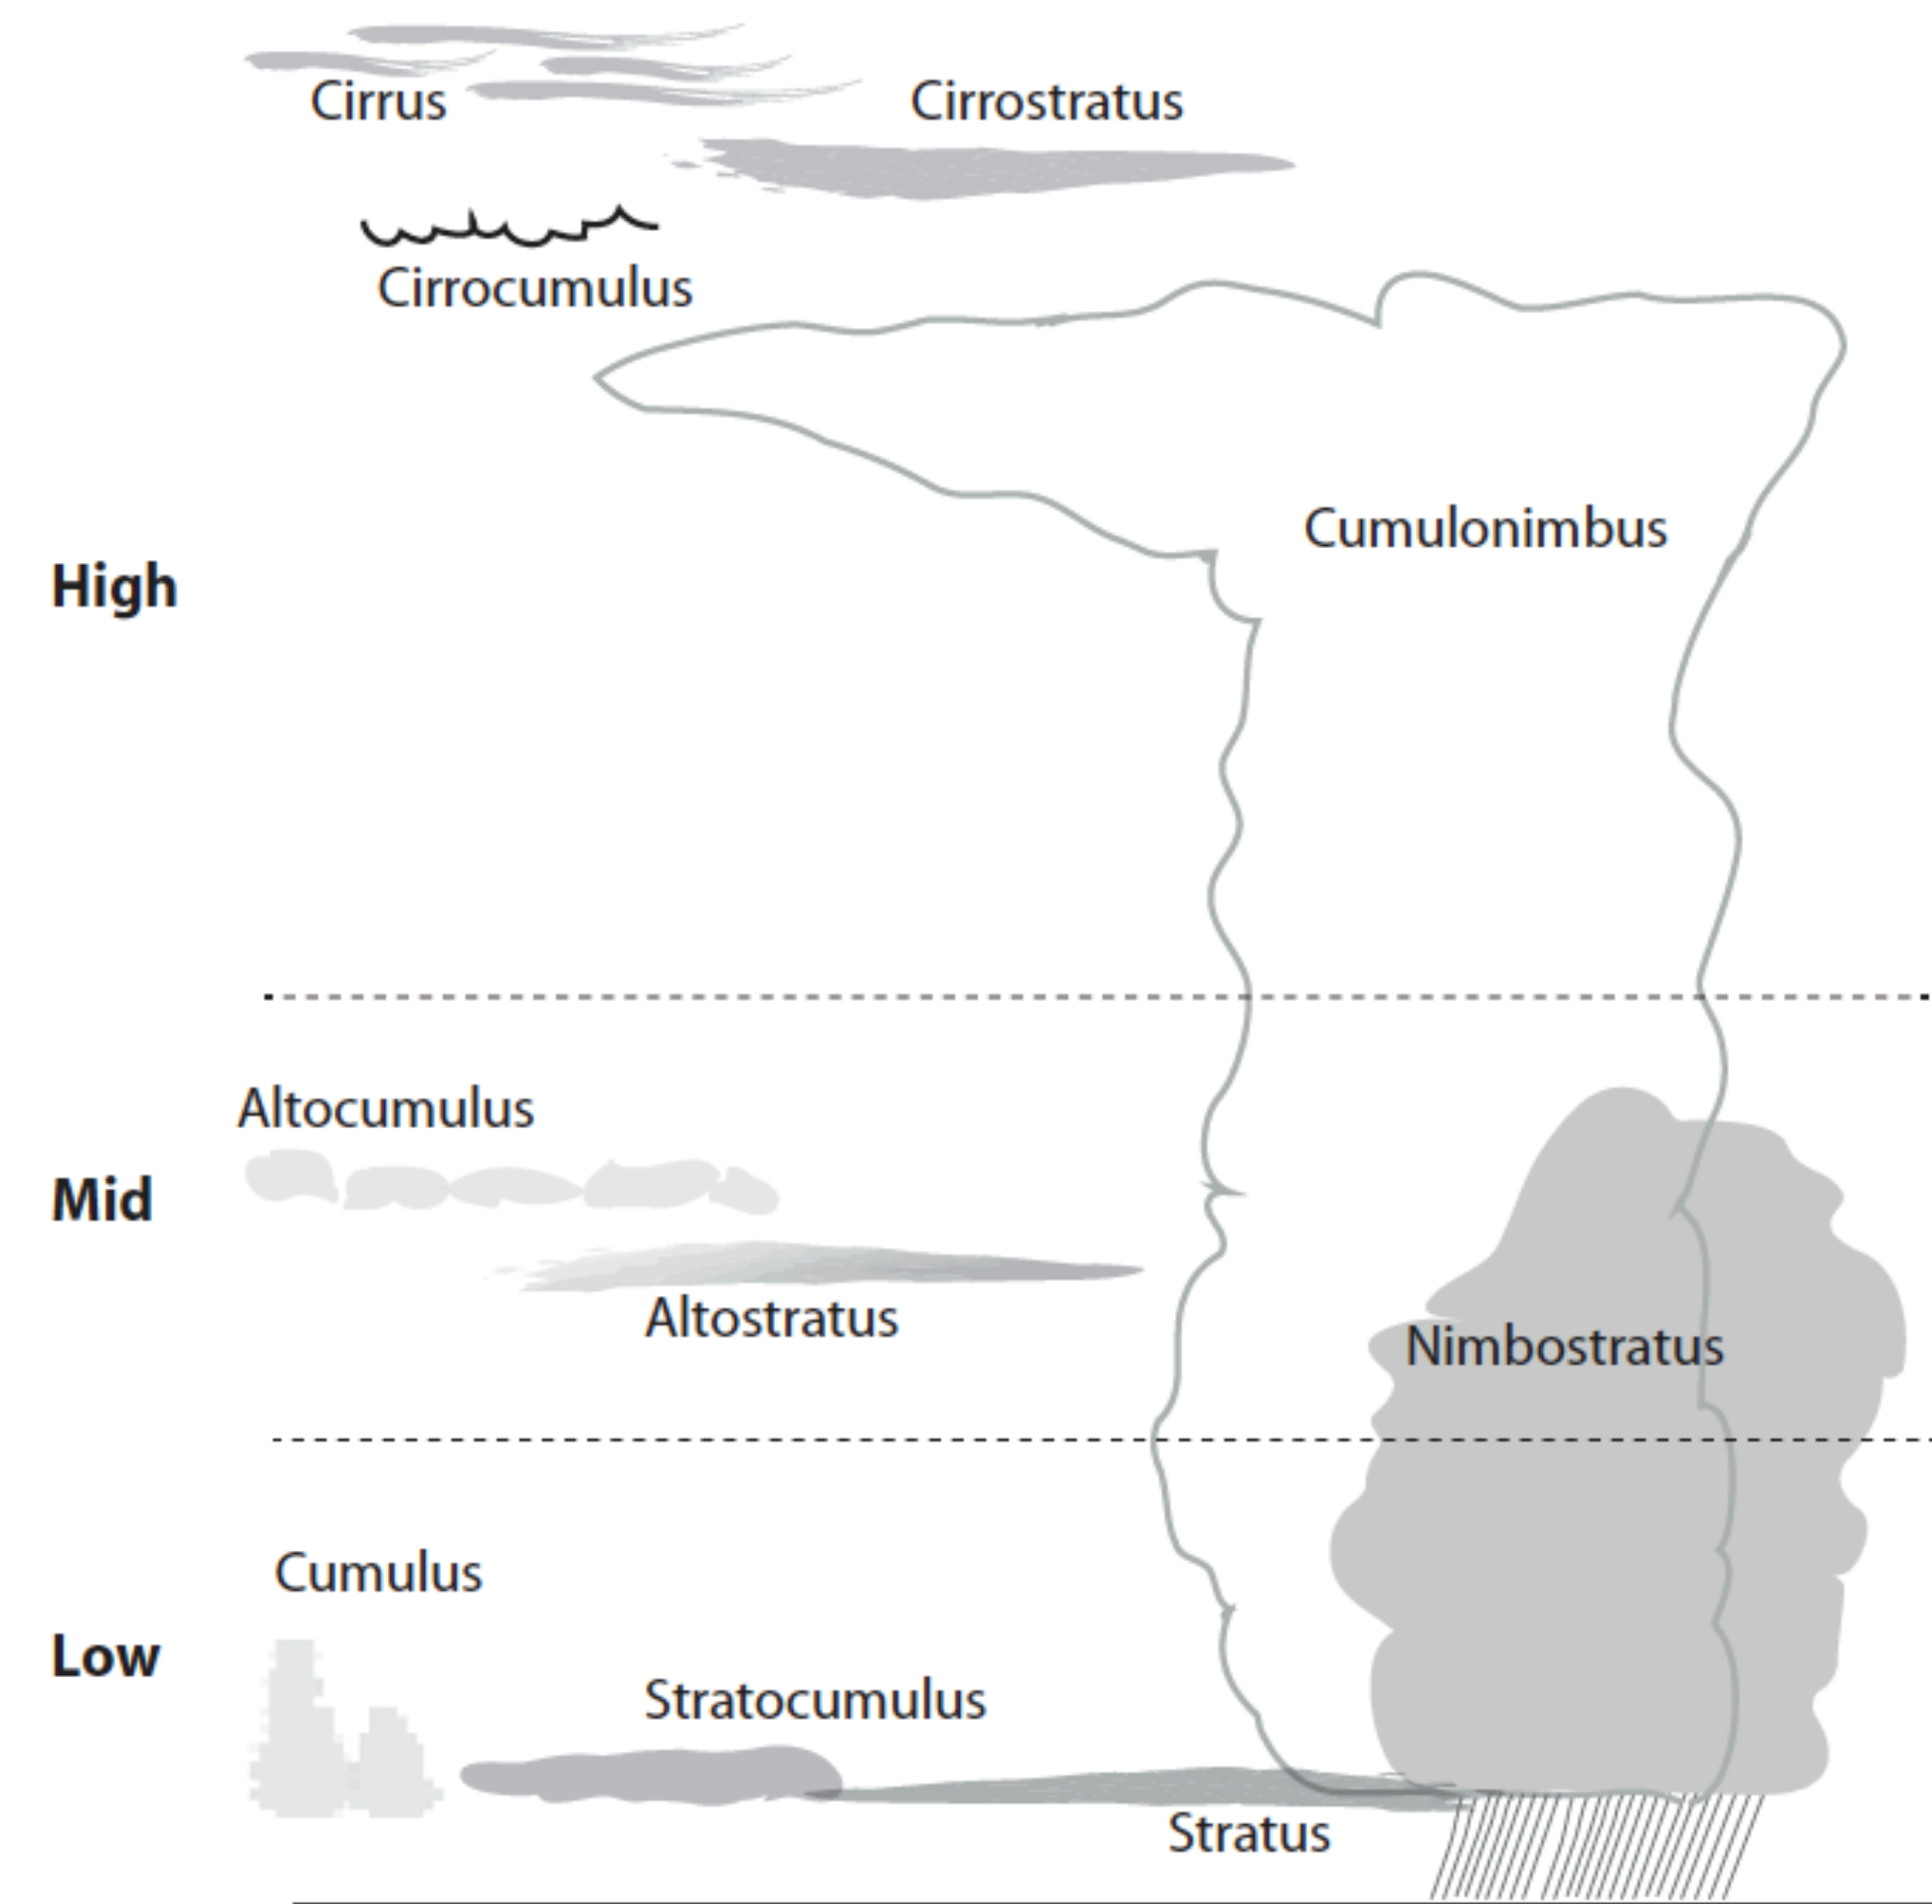 Cirrus
Cirrostratus
Cirrocumulus
Cumulonimbus
High
Altocumulus
Mid
Altostratus
Nimbostratus
Cumulus
Low
Stratocumulus
Stratus